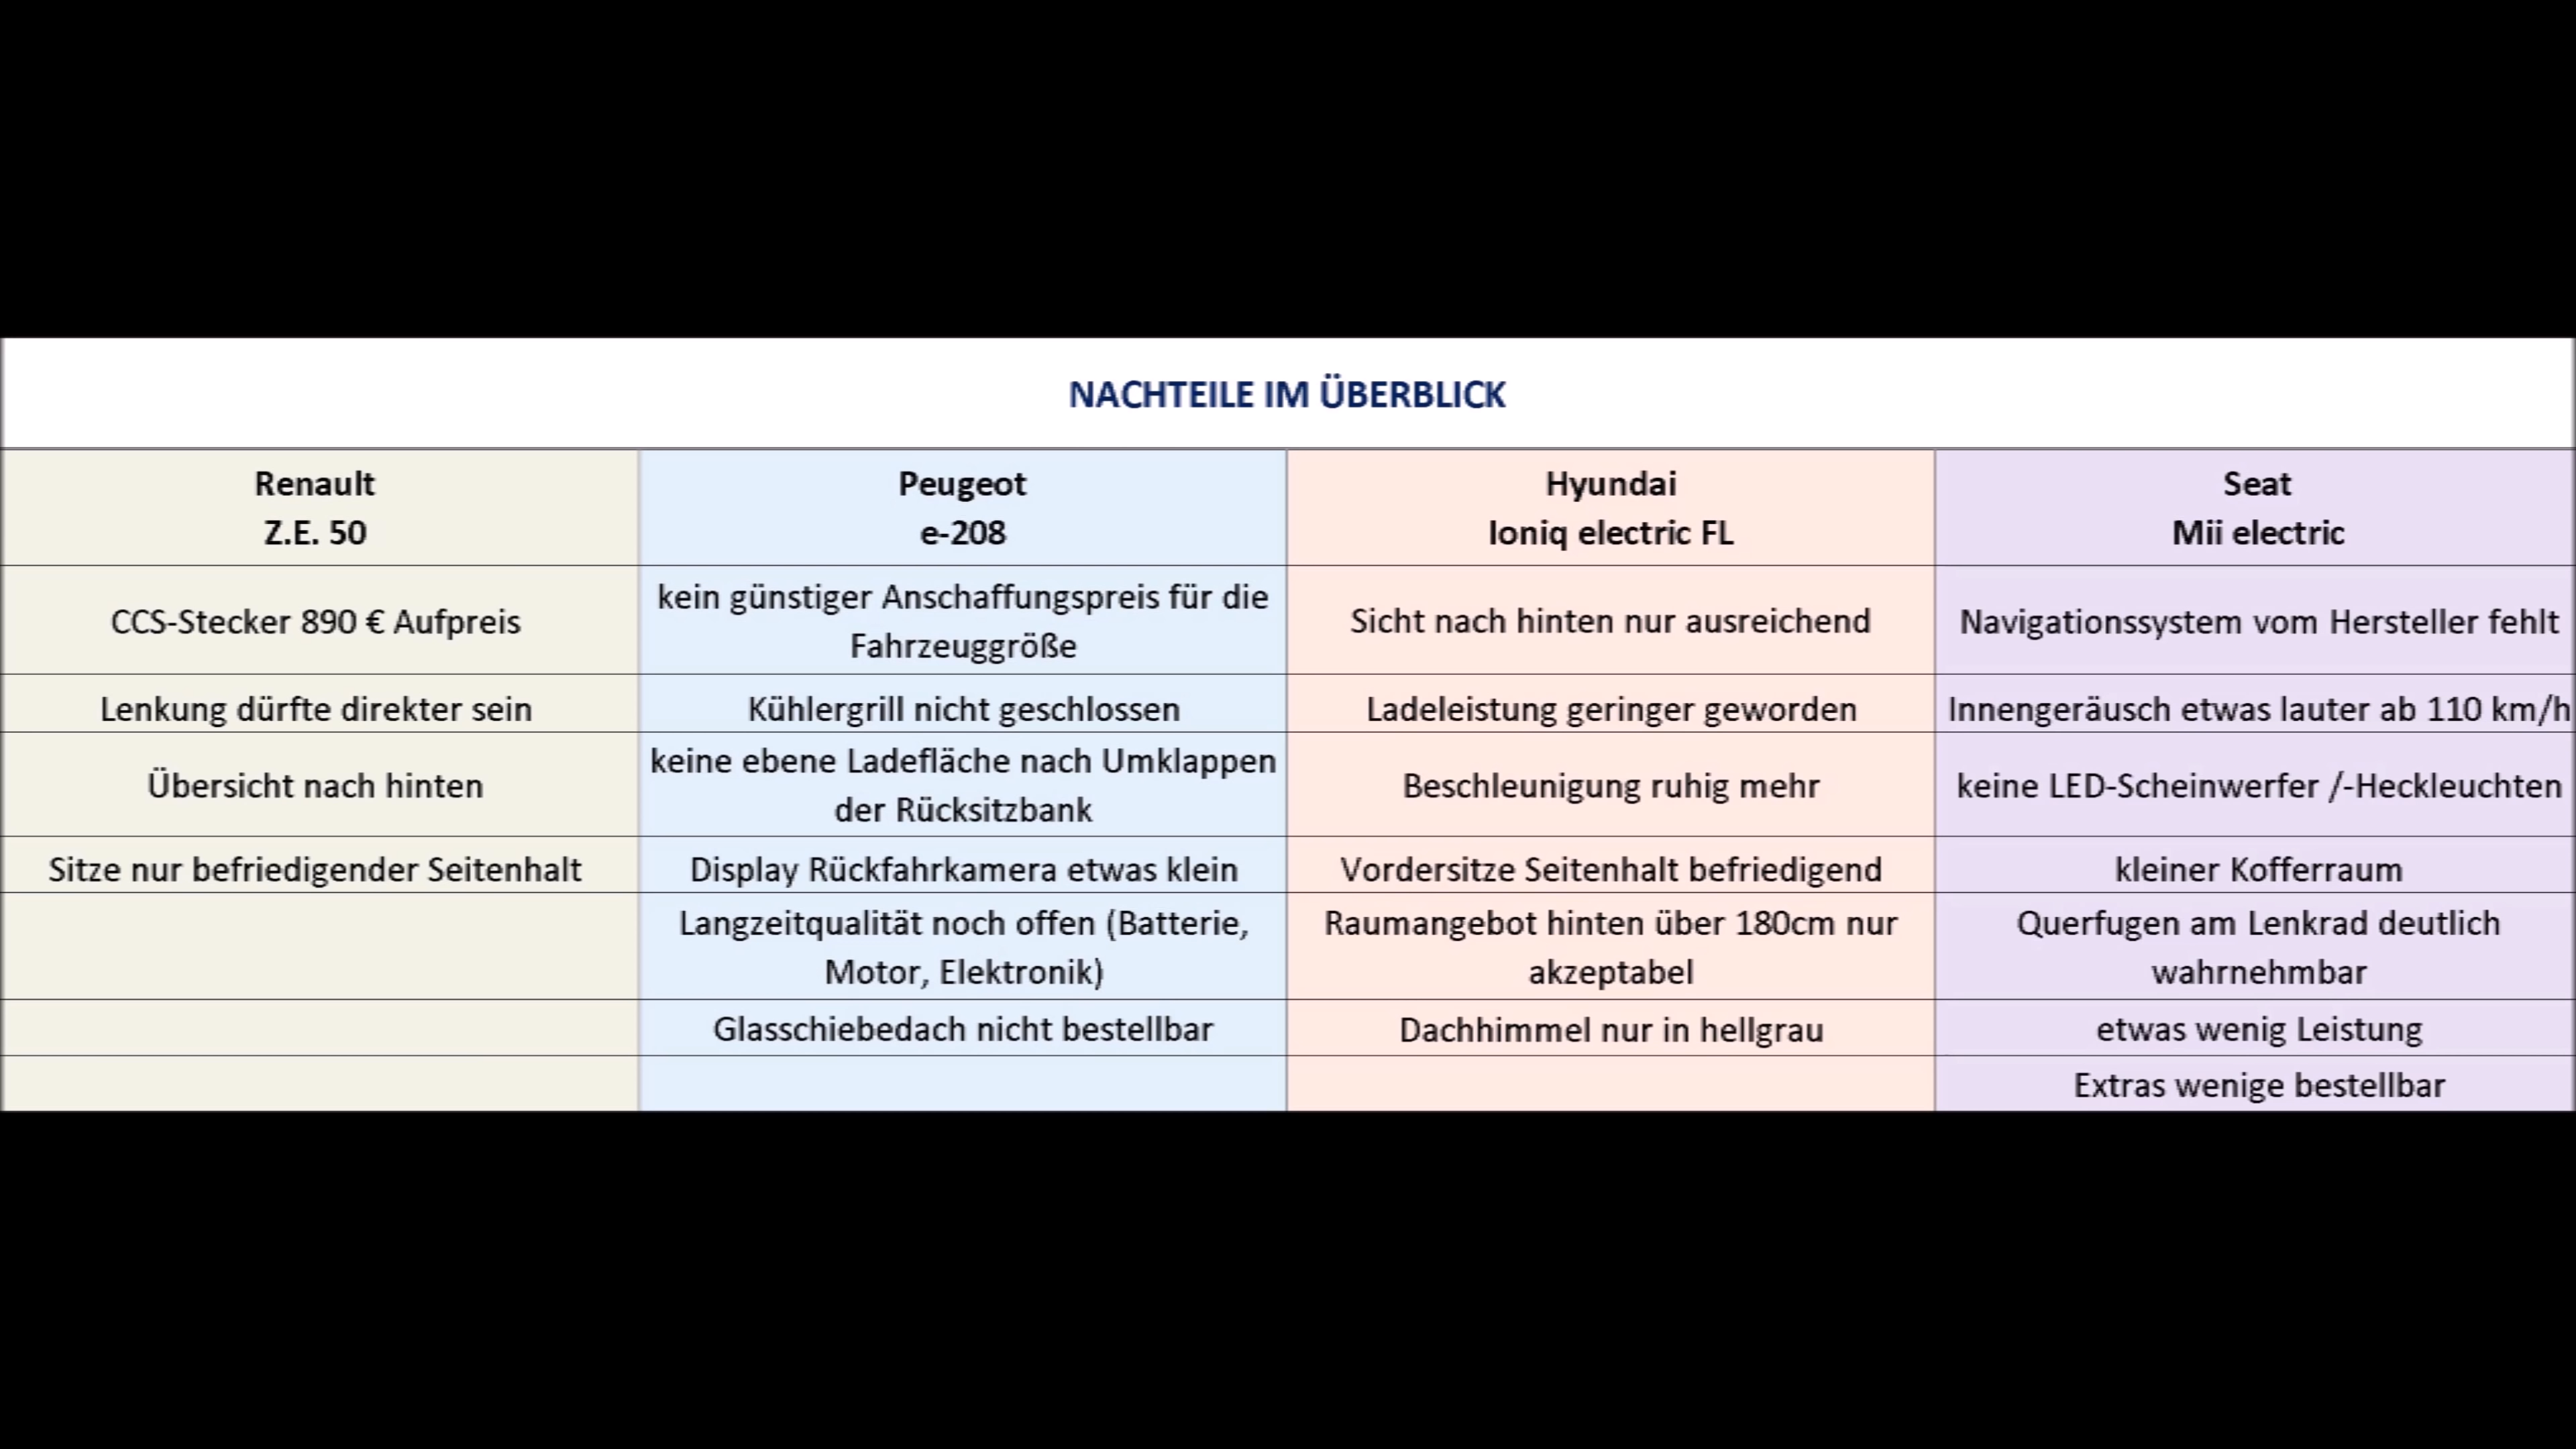 NACHTEILE IM ÜBERBLICK
Renault
Z.E. 50
Peugeot
e-208
Hyundai
Ioniq electric FL
Seat
Mii electric
CCS-Stecker 890 € Aufpreis
kein günstiger Anschaffungspreis für die
Fahrzeuggröße
Sicht nach hinten nur ausreichend
Navigationssystem vom Hersteller fehlt
Lenkung dürfte direkter sein
Kühlergrill nicht geschlossen
Ladeleistung geringer geworden
Innengeräusch etwas lauter ab 110 km/h
Übersicht nach hinten
keine ebene Ladefläche nach Umklappen
der Rücksitzbank
Beschleunigung ruhig mehr
keine LED-Scheinwerfer /-Heckleuchten
Sitze nur befriedigender Seitenhalt
Display Rückfahrkamera etwas klein
Vordersitze Seitenhalt befriedigend
kleiner Kofferraum
Langzeitqualität noch offen (Batterie,
Motor, Elektronik)
Raumangebot hinten über 180cm nur
akzeptabel
Querfugen am Lenkrad deutlich
wahrnehmbar
Glasschiebedach nicht bestellbar
Dachhimmel nur in hellgrau
etwas wenig Leistung
Extras wenige bestellbar